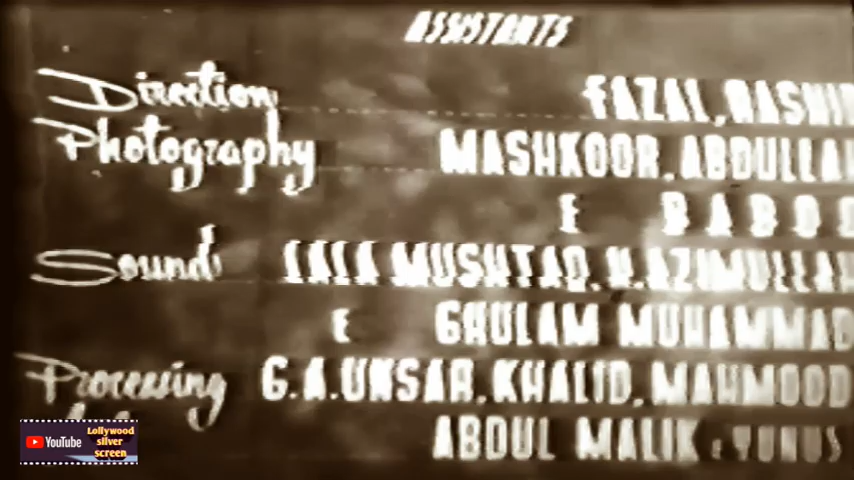 ASSISTANTS
Direction FAZAL, RASHID
Photography MASHKOOR, ABDULLAH
& BABOO
Sound LALA MUSHTAQ, H. AZIMULLAH
& GHULAM MUHAMMAD
Processing G.A. UNSAR, KHALID, MAHMOOD
ABDUL MALIK & YUNUS
YouTube
Lollywood
silver
screen